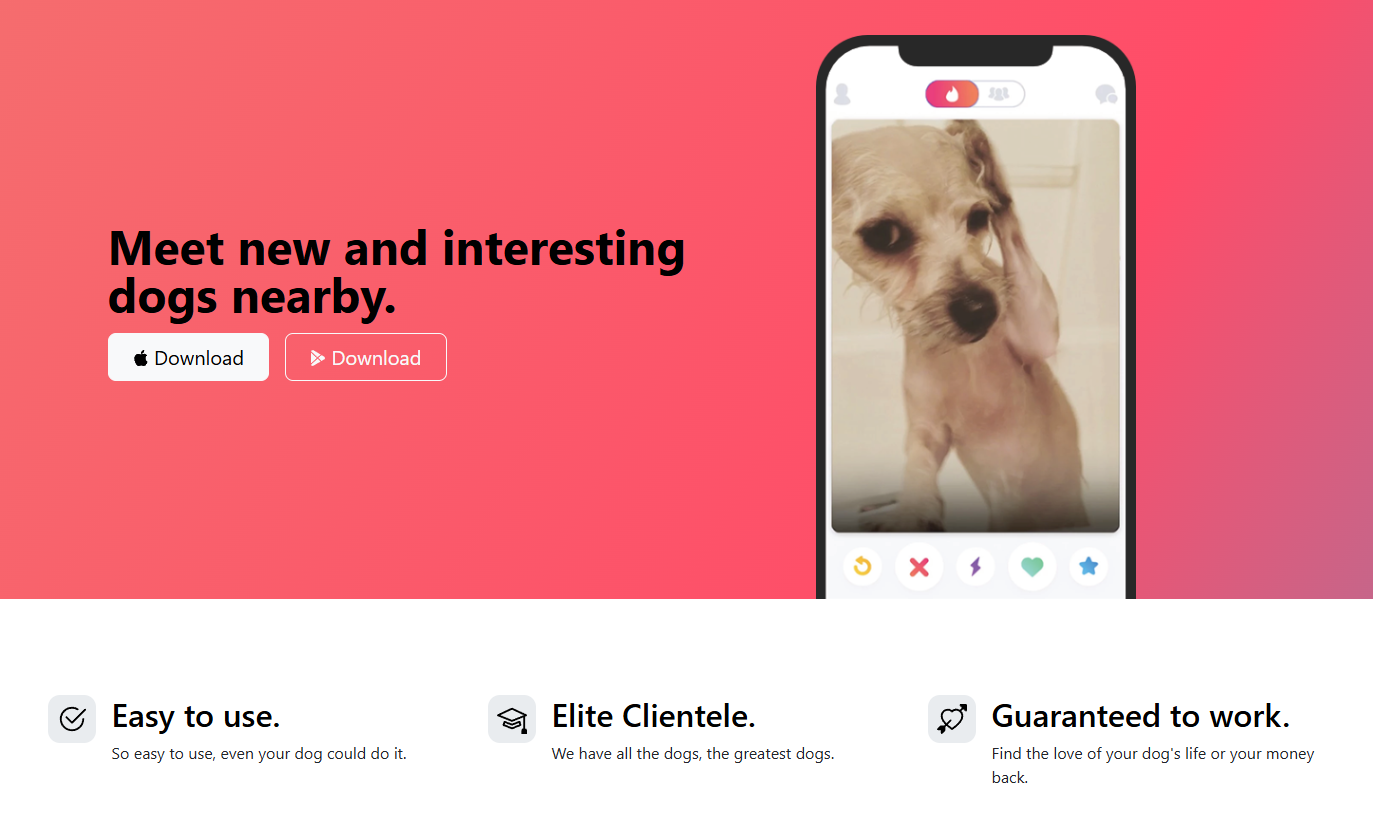 Meet new and interesting
dogs nearby.
Download
Download
Easy to use.
So easy to use, even your dog could do it.
Elite Clientele.
We have all the dogs, the greatest dogs.
Guaranteed to work.
Find the love of your dog's life or your money
back.